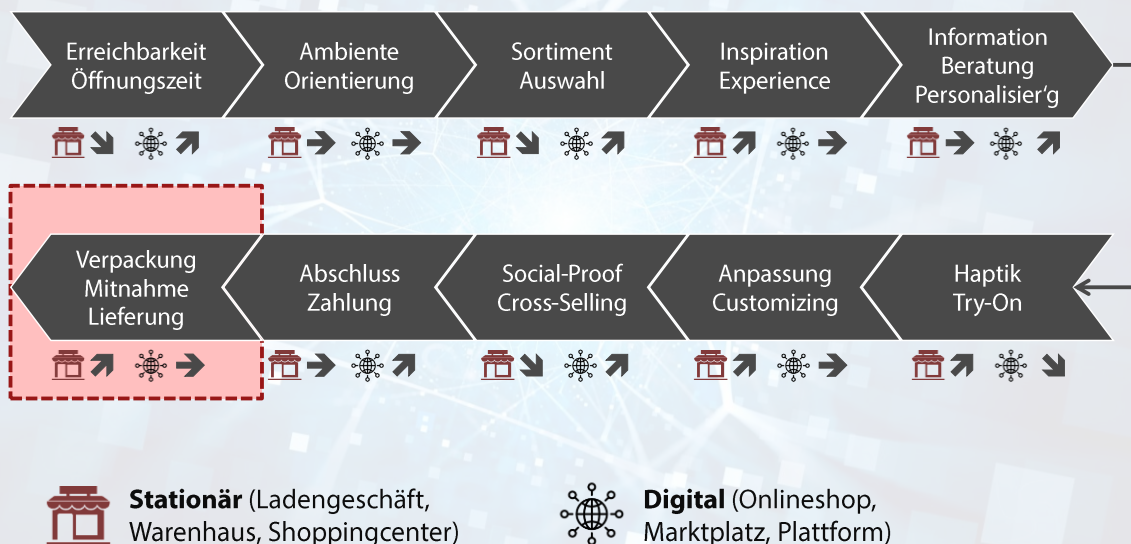 Erreichbarkeit
Öffnungszeit
Ambiente
Orientierung
Sortiment
Auswahl
Inspiration
Experience
Information
Beratung
Personalisier‘g
Verpackung
Mitnahme
Lieferung
Abschluss
Zahlung
Social-Proof
Cross-Selling
Anpassung
Customizing
Haptik
Try-On
Stationär (Ladengeschäft,
Warenhaus, Shoppingcenter)
Digital (Onlineshop,
Marktplatz, Plattform)